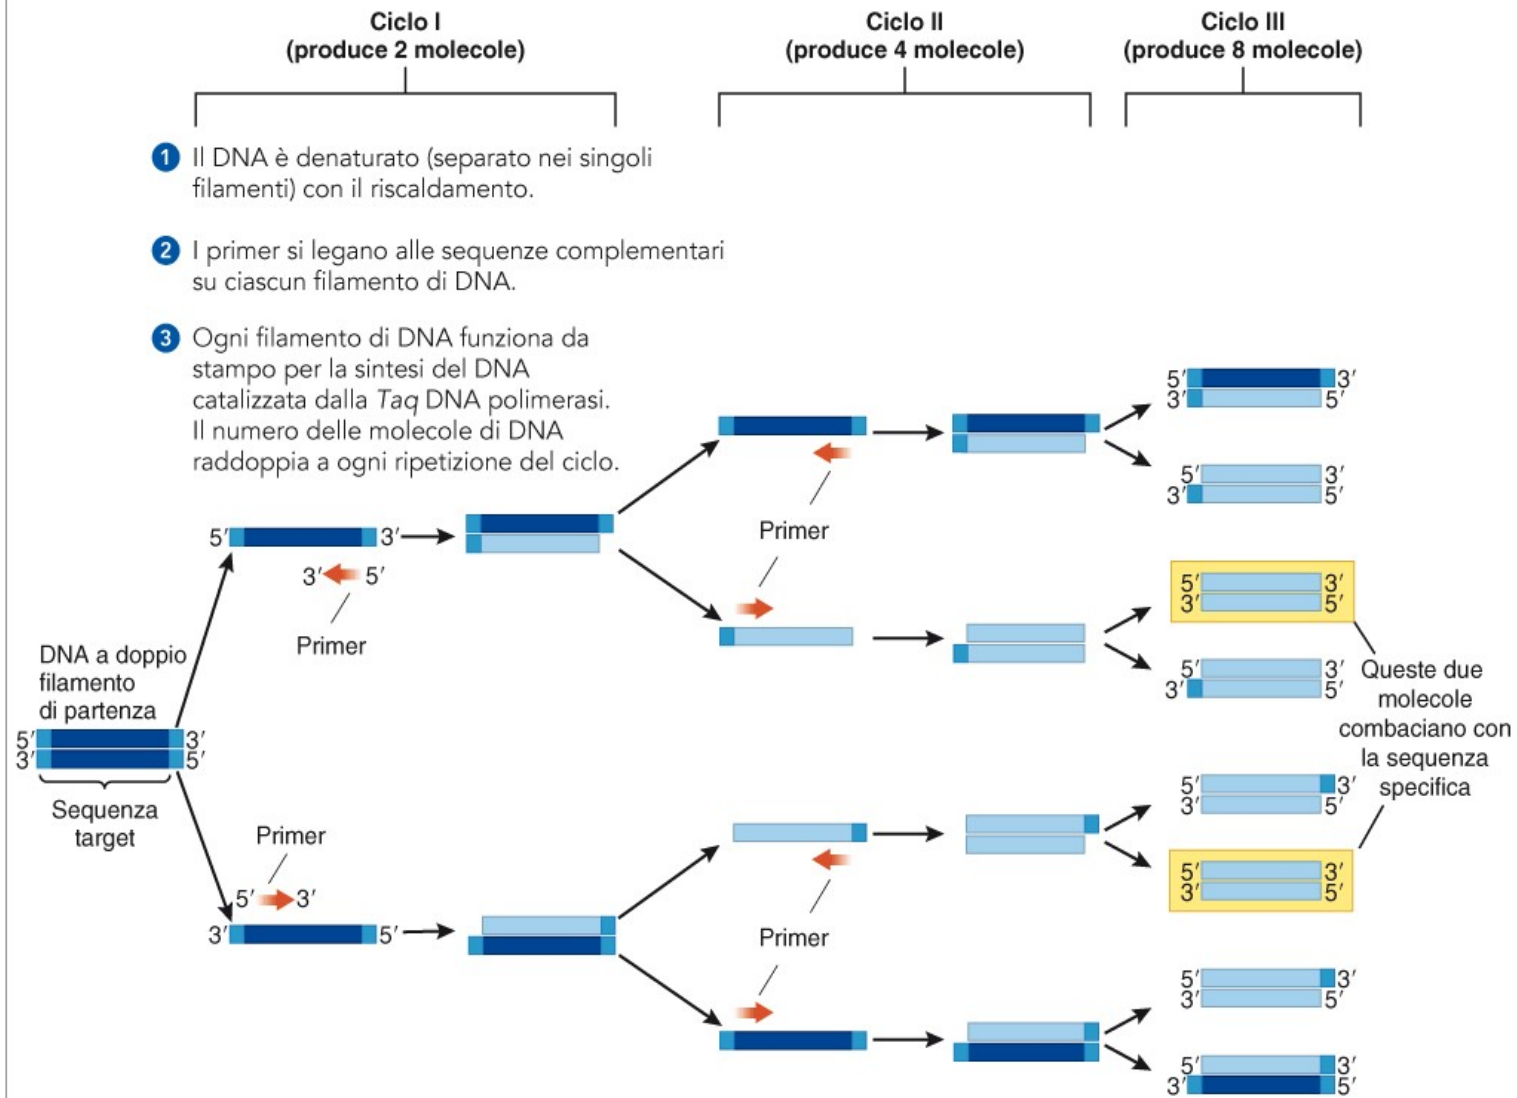 Ciclo I
(produce 2 molecole)
Ciclo II
(produce 4 molecole)
Ciclo III
(produce 8 molecole)
1 Il DNA è denaturato (separato nei singoli
filamenti) con il riscaldamento.
2 I primer si legano alle sequenze complementari
su ciascun filamento di DNA.
3 Ogni filamento di DNA funziona da
stampo per la sintesi del DNA
catalizzata dalla Taq DNA polimerasi.
Il numero delle molecole di DNA
raddoppia a ogni ripetizione del ciclo.
5′ 3′
3′ 5′
Primer
DNA a doppio
filamento
di partenza
5′ 3′
3′ 5′
Sequenza
target
Primer
5′ 3′
3′ 5′
Primer
Primer
5′ 3′
3′ 5′
5′ 3′
3′ 5′
5′ 3′
3′ 5′
5′ 3′
3′ 5′
Queste due
molecole
combaciano con
la sequenza
specifica
5′ 3′
3′ 5′
5′ 3′
3′ 5′
5′ 3′
3′ 5′
5′ 3′
3′ 5′